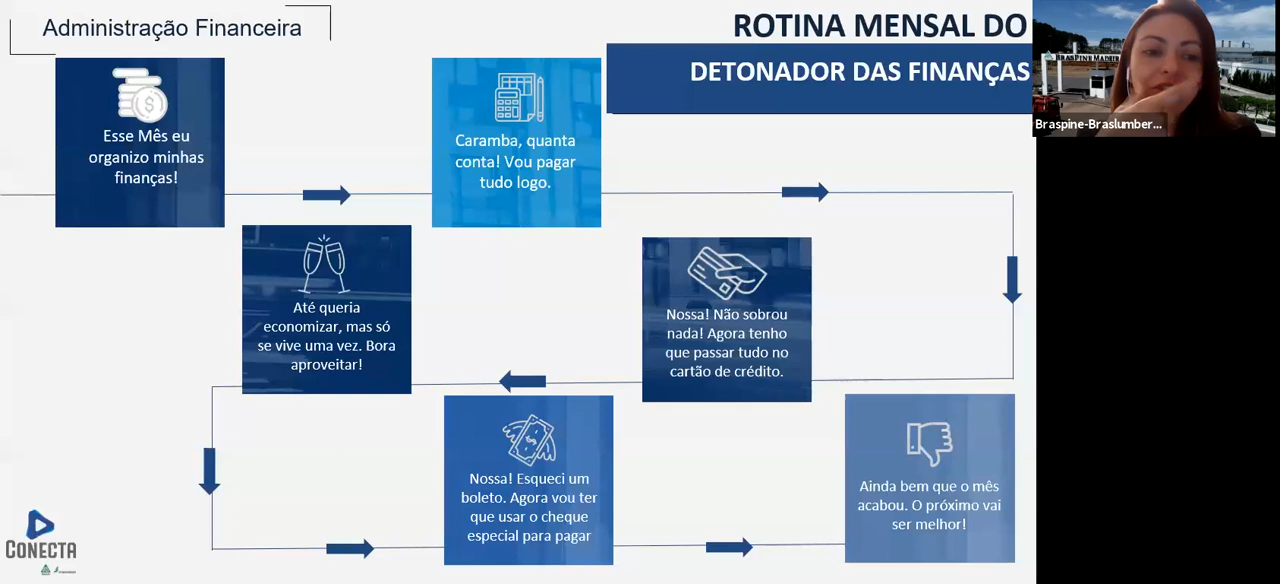 Administração Financeira
ROTINA MENSAL DO
DETONADOR DAS FINANÇAS
Esse Mês eu
organizo minhas
finanças!
Caramba, quanta
conta! Vou pagar
tudo logo.
Nossa! Não sobrou
nada! Agora tenho
que passar tudo no
cartão de crédito.
Até queria
economizar, mas só
se vive uma vez. Bora
aproveitar!
Nossa! Esqueci um
boleto. Agora vou ter
que usar o cheque
especial para pagar
Ainda bem que o mês
acabou. O próximo vai
ser melhor!
CONECTA
Braspine-Braslumber...